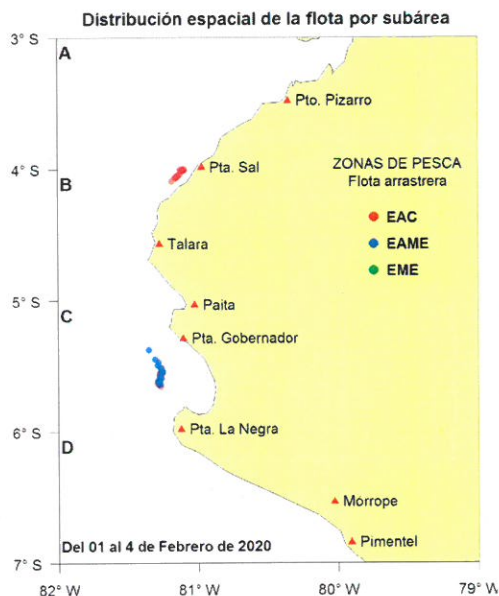 Distribución espacial de la flota por subárea
3° S
A
Pto. Pizarro
4° S
Pta. Sal
B
ZONAS DE PESCA
Flota arrastrera
EAC
Talara
EAME
EME
5° S
Paita
C
Pta. Gobernador
6° S
Pta. La Negra
D
Mórrope
Pimentel
Del 01 al 4 de Febrero de 2020
7° S
82° W
81° W
80° W
79° W